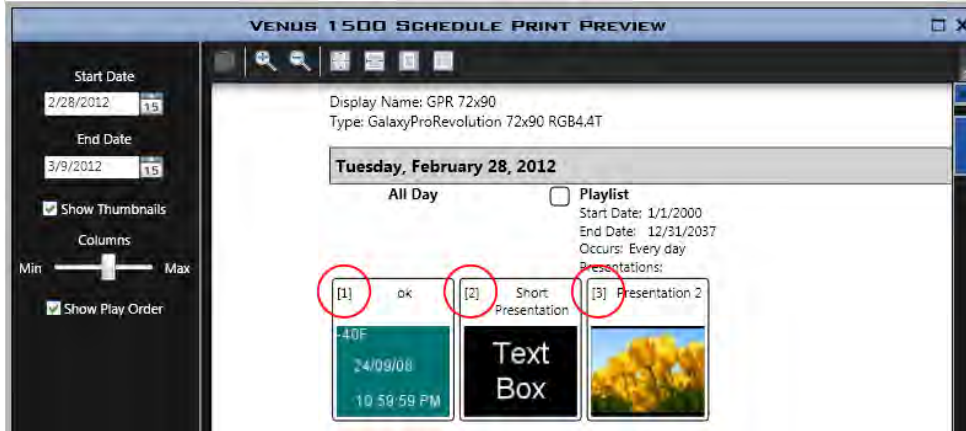 VENUS 1500 SCHEDULE PRINT PREVIEW
Start Date
2/28/2012 15
End Date
3/9/2012 15
Show Thumbnails
Columns
Min Max
Show Play Order
Display Name: GPR 72x90
Type: GalaxyProRevolution 72x90 RGB4.4T
Tuesday, February 28, 2012
All Day
Playlist
Start Date: 1/1/2000
End Date: 12/31/2037
Occurs: Every day
Presentations:
[1] ok
-40F
24/09/08
10:59:59 PM
[2] Short
Presentation
Text
Box
[3] Presentation 2